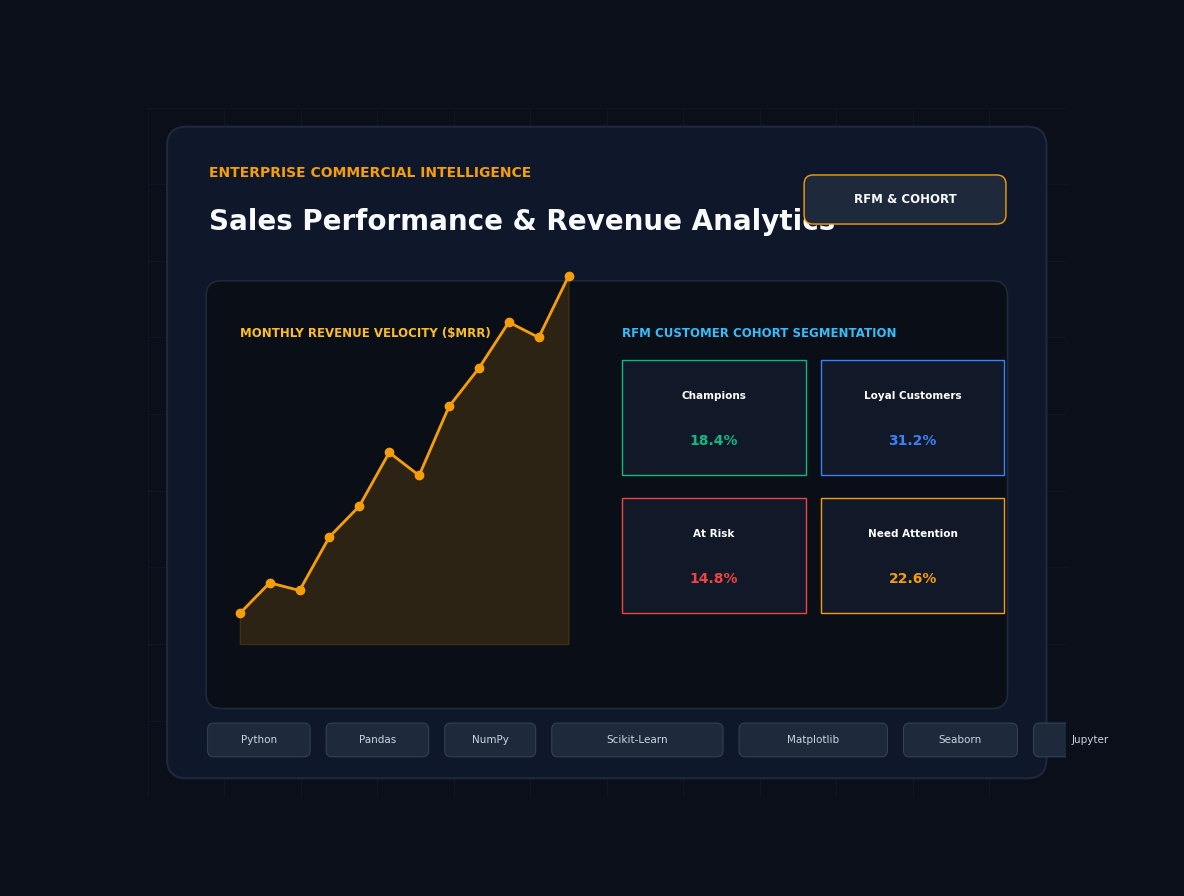 ENTERPRISE COMMERCIAL INTELLIGENCE
Sales Performance & Revenue Analytics
RFM & COHORT
MONTHLY REVENUE VELOCITY ($MRR)
RFM CUSTOMER COHORT SEGMENTATION
Champions
18.4%
Loyal Customers
31.2%
At Risk
14.8%
Need Attention
22.6%
Python
Pandas
NumPy
Scikit-Learn
Matplotlib
Seaborn
Jupyter